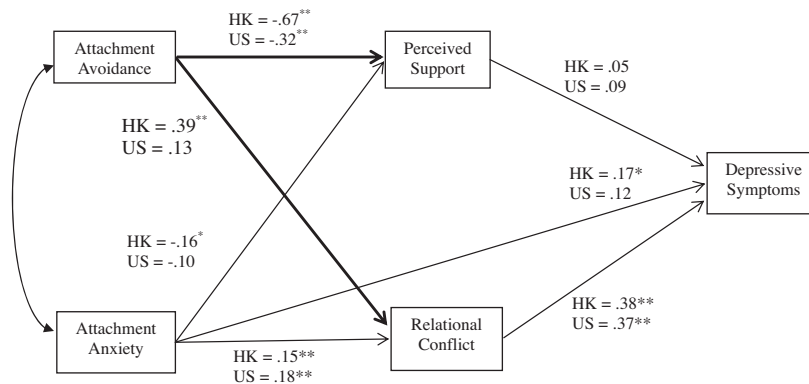 HK = -.67**
US = -.32**
Attachment
Avoidance
Perceived
Support
HK = .05
US = .09
HK = .39**
US = .13
HK = .17*
US = .12
Depressive
Symptoms
HK = -.16*
US = -.10
HK = .38**
US = .37**
Attachment
Anxiety
Relational
Conflict
HK = .15**
US = .18**